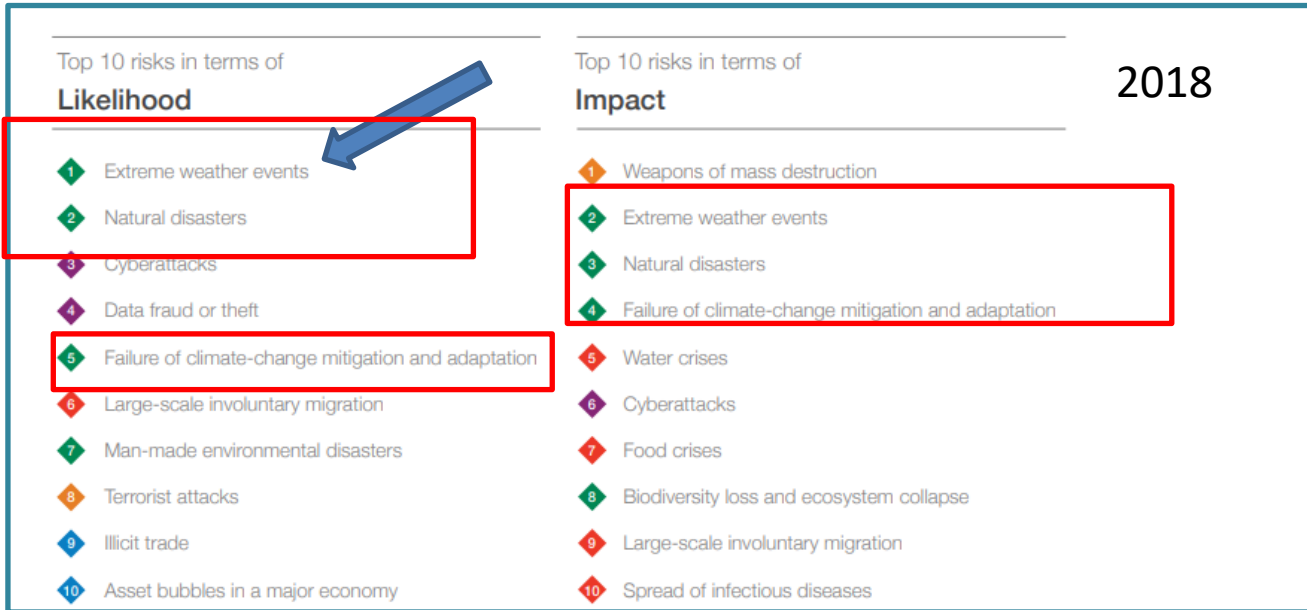 Top 10 risks in terms of
Likelihood
1 Extreme weather events
2 Natural disasters
3 Cyberattacks
4 Data fraud or theft
5 Failure of climate-change mitigation and adaptation
6 Large-scale involuntary migration
7 Man-made environmental disasters
8 Terrorist attacks
9 Illicit trade
10 Asset bubbles in a major economy
Top 10 risks in terms of
Impact
1 Weapons of mass destruction
2 Extreme weather events
3 Natural disasters
4 Failure of climate-change mitigation and adaptation
5 Water crises
6 Cyberattacks
7 Food crises
8 Biodiversity loss and ecosystem collapse
9 Large-scale involuntary migration
10 Spread of infectious diseases
2018